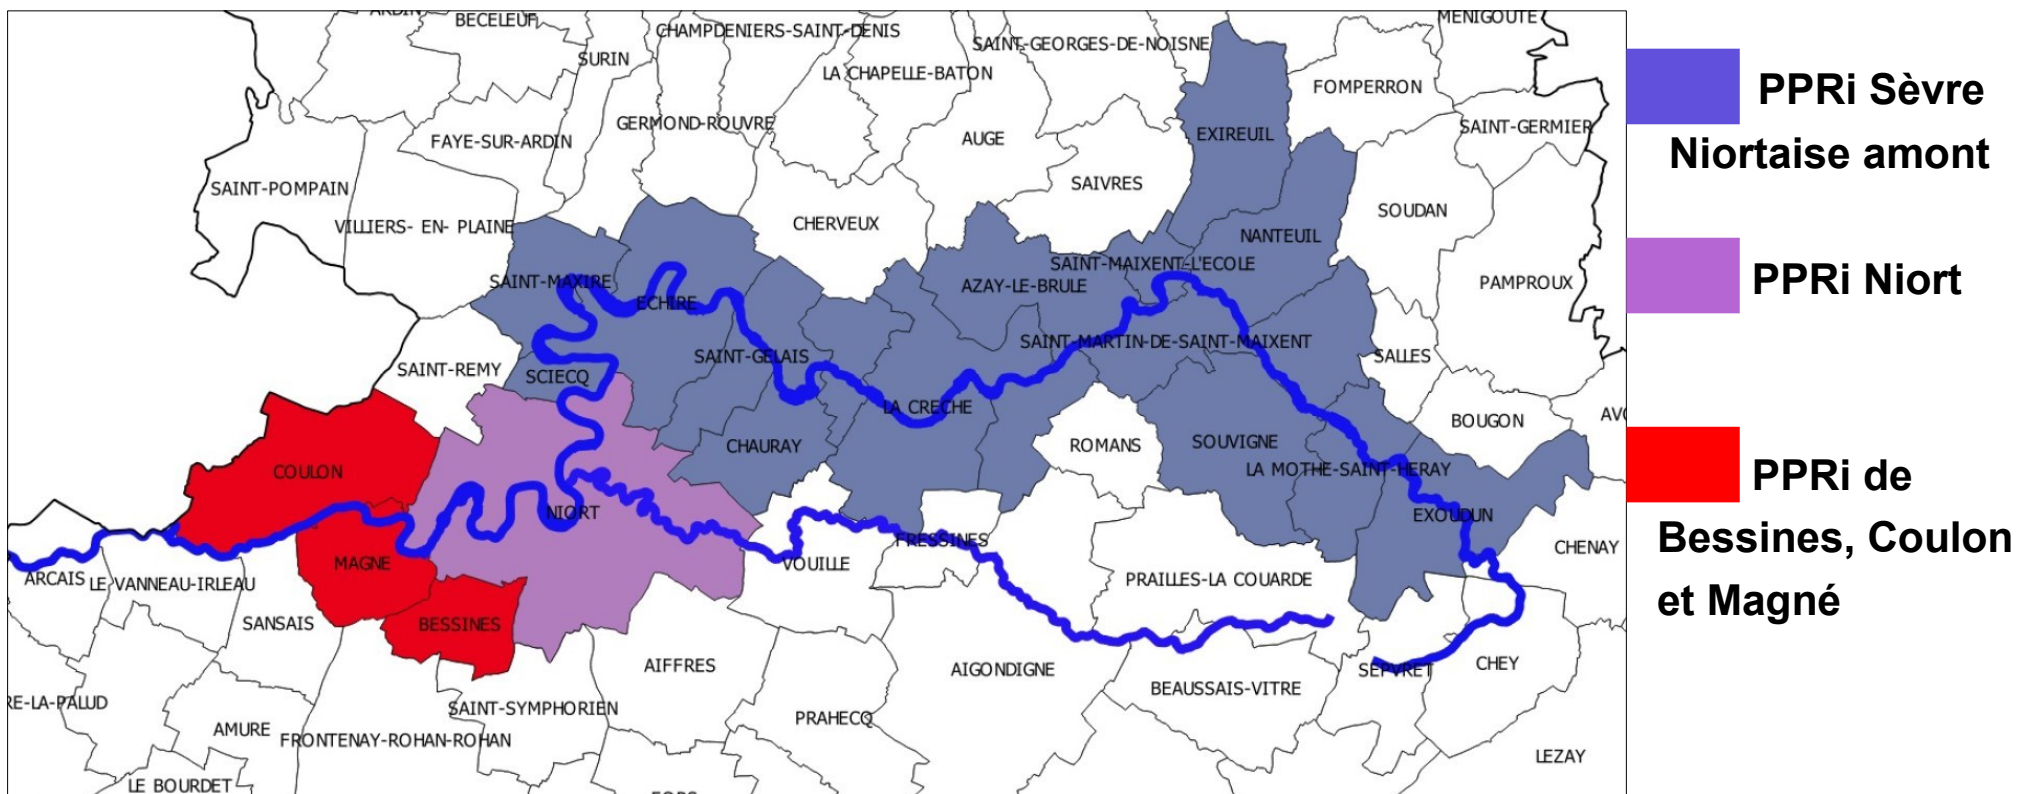 ARDIN
BECELEUF
CHAMPDENIERS-SAINT-DENIS
MENIGOUTE
SURIN
SAINT-GEORGES-DE-NOISNE
LA CHAPELLE-BATON
FOMPERRON
GERMOND-ROUVRE
SAINT-GERMIER
FAYE-SUR-ARDIN
AUGE
EXIREUIL
SAINT-POMPAIN
SAIVRES
VILLIERS- EN- PLAINE
CHERVEUX
SOUDAN
NANTEUIL
SAINT-MAIXENT-L'ECOLE
SAINT-MAXIRE
AZAY-LE-BRULE
PAMPROUX
ECHIRE
SAINT-MARTIN-DE-SAINT-MAIXENT
SAINT-GELAIS
SALLES
SAINT-REMY
SCIECQ
LA CRECHE
BOUGON
CHAURAY
ROMANS
SOUVIGNE
COULON
LA MOTHE-SAINT-HERAY
NIORT
EXOUDUN
FRESSINES
CHENAY
MAGNE
VOUILLE
ARCAIS
LE VANNEAU-IRLEAU
PRAILLES-LA COUARDE
SANSAIS
BESSINES
AIFFRES
AIGONDIGNE
SEPVRET
CHEY
BEAUSSAIS-VITRE
RE-LA-PALUD
SAINT-SYMPHORIEN
PRAHECQ
AMURE
FRONTENAY-ROHAN-ROHAN
LEZAY
LE BOURDET
PPRi Sèvre
Niortaise amont
PPRi Niort
PPRi de
Bessines, Coulon
et Magné